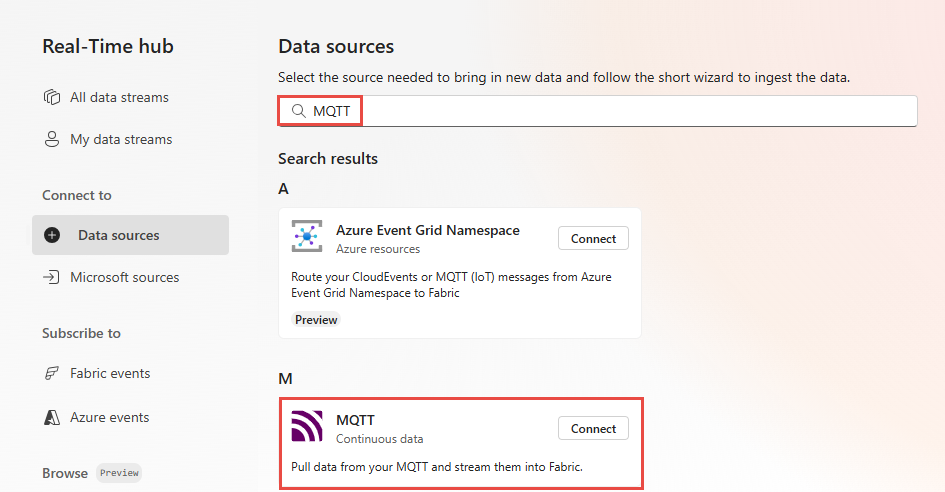 Real-Time hub
All data streams
My data streams
Connect to
Data sources
Microsoft sources
Subscribe to
Fabric events
Azure events
Browse Preview
Data sources
Select the source needed to bring in new data and follow the short wizard to ingest the data.
MQTT
Search results
A
Azure Event Grid Namespace
Azure resources
Connect
Route your CloudEvents or MQTT (IoT) messages from Azure
Event Grid Namespace to Fabric
Preview
M
MQTT
Continuous data
Connect
Pull data from your MQTT and stream them into Fabric.